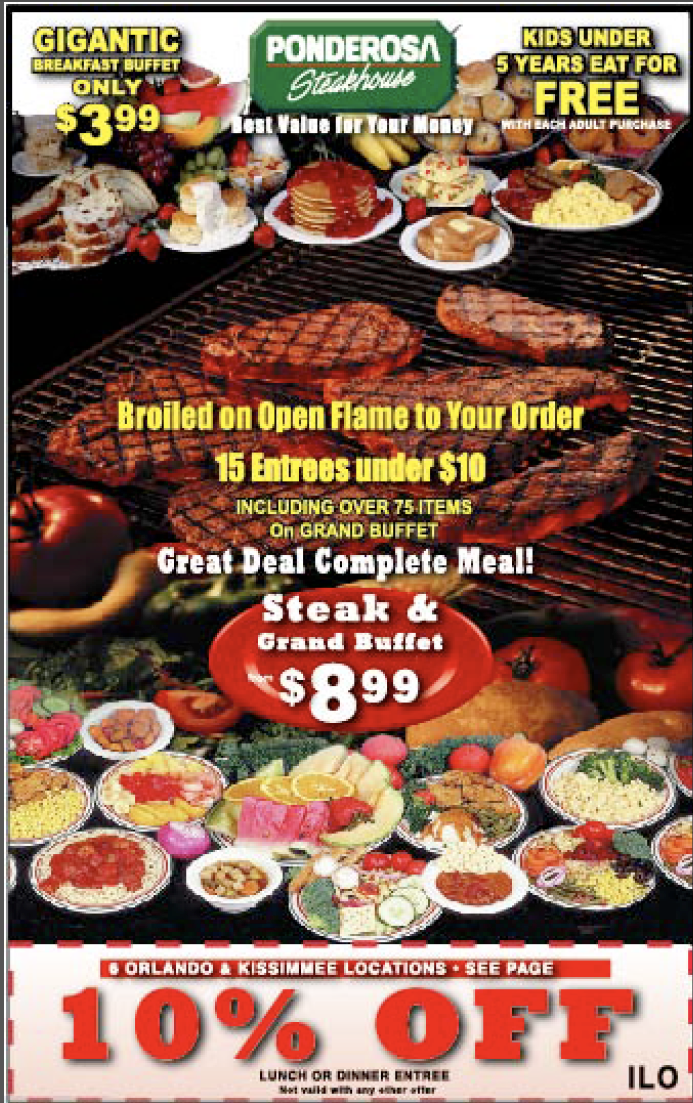 GIGANTIC
BREAKFAST BUFFET
ONLY
$3.99
PONDEROSA
Steakhouse
Best Value for Your Money
KIDS UNDER
5 YEARS EAT FOR
FREE
WITH EACH ADULT PURCHASE
Broiled on Open Flame to Your Order
15 Entrees under $10
INCLUDING OVER 75 ITEMS
On GRAND BUFFET
Great Deal Complete Meal!
Steak &
Grand Buffet
from
$8.99
6 ORLANDO & KISSIMMEE LOCATIONS • SEE PAGE
10% OFF
LUNCH OR DINNER ENTREE
Not valid with any other offer
ILO